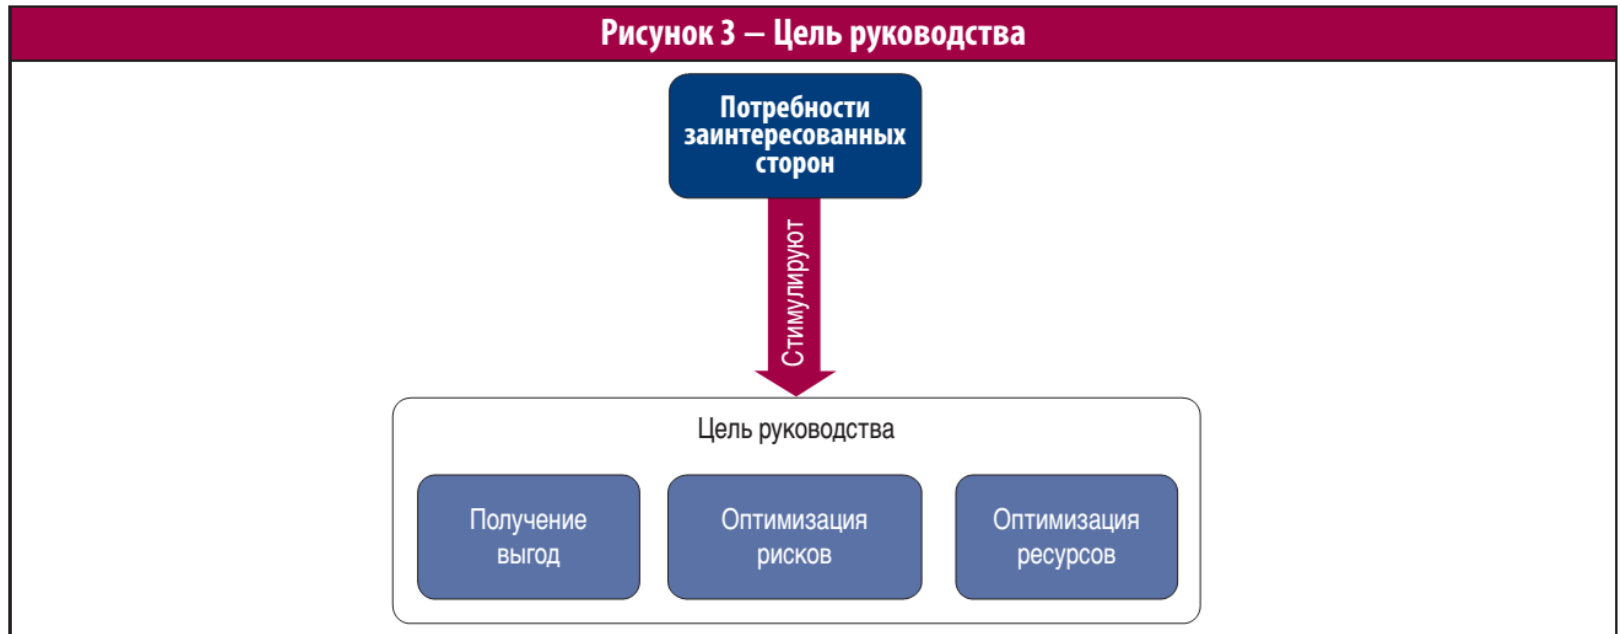 Рисунок 3 — Цель руководства
Потребности
заинтересованных
сторон
Стимулируют
Цель руководства
Получение
выгод
Оптимизация
рисков
Оптимизация
ресурсов